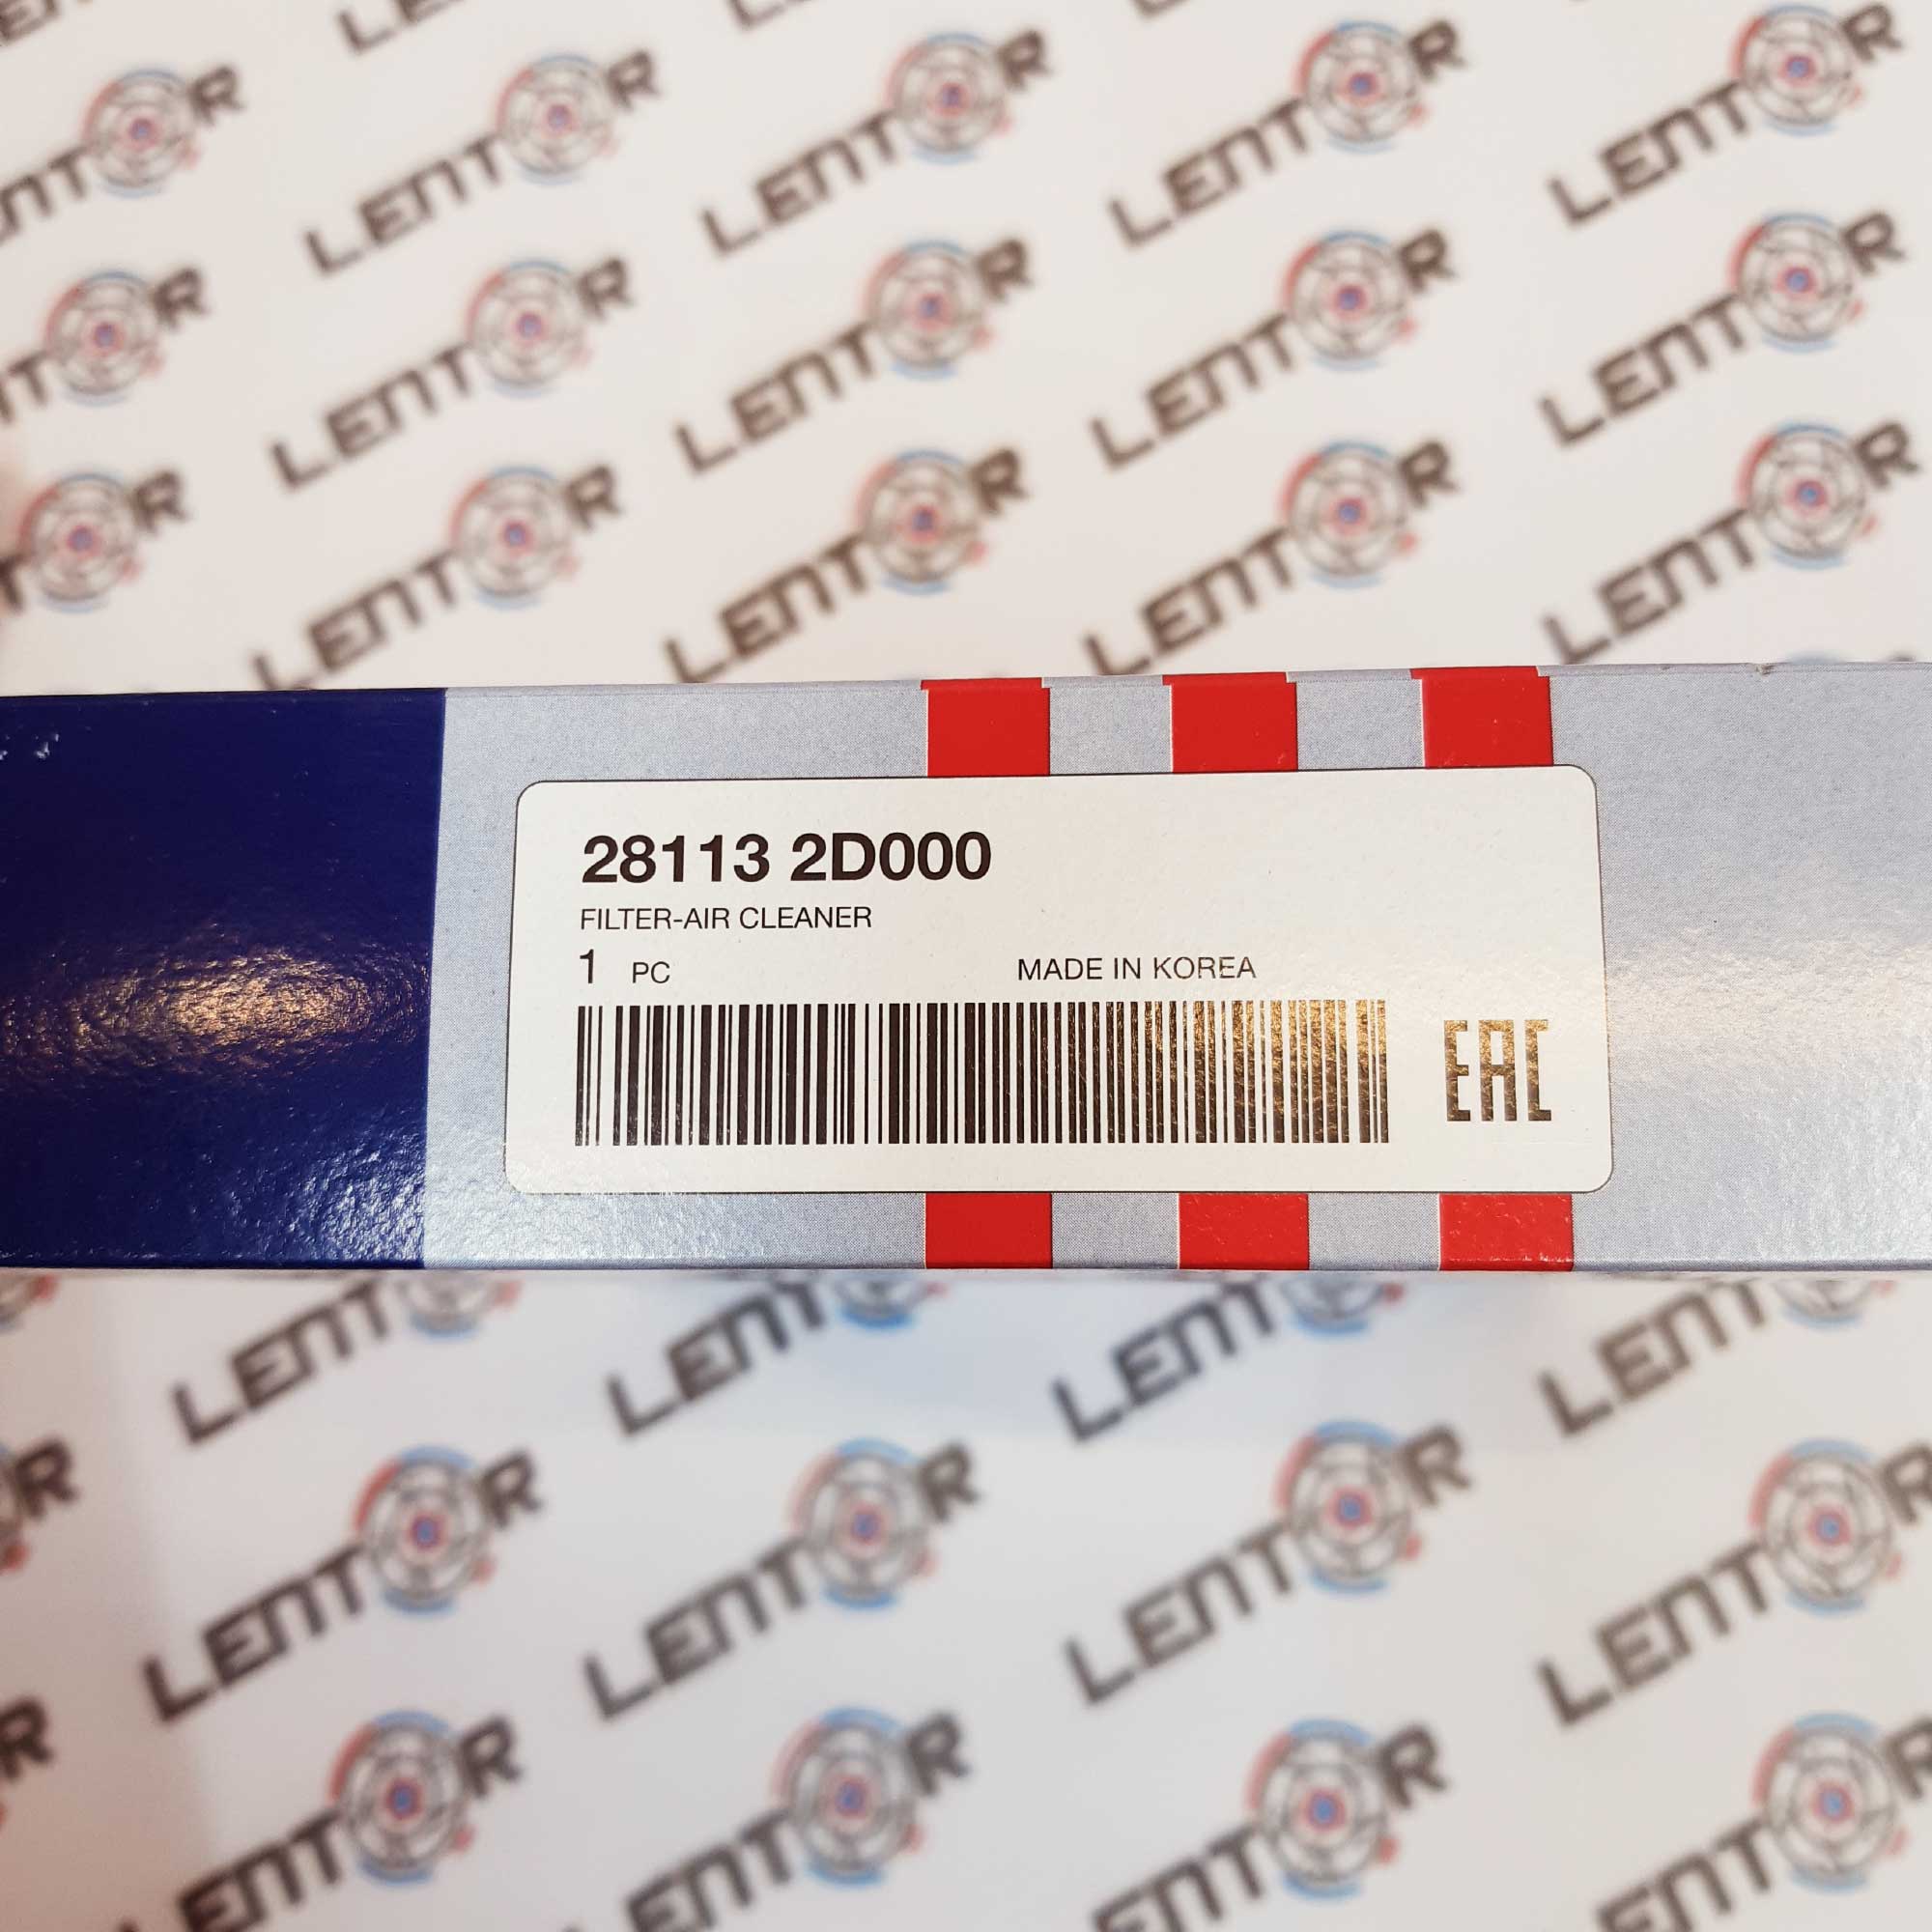 LENTOR
28113 2D000
FILTER-AIR CLEANER
1 PC
MADE IN KOREA
EAC